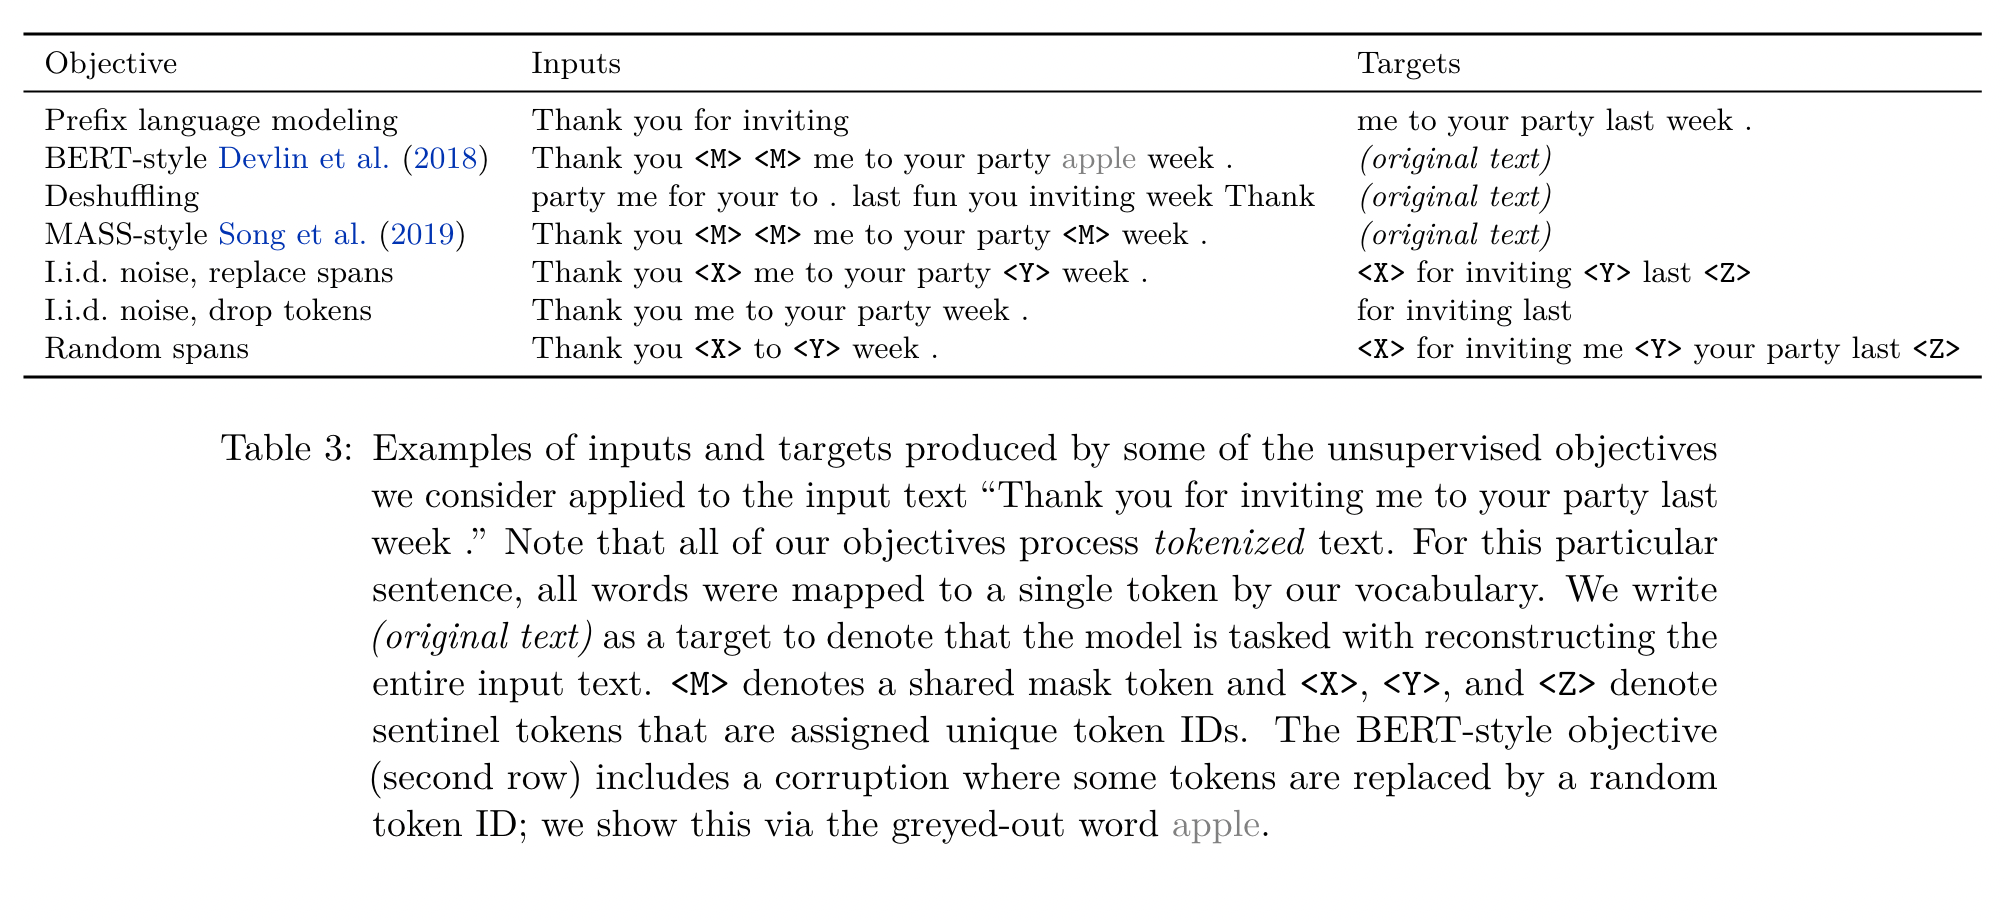 Objective Inputs Targets
Prefix language modeling Thank you for inviting me to your party last week .
BERT-style Devlin et al. (2018) Thank you <M> <M> me to your party apple week . (original text)
Deshuffling party me for your to . last fun you inviting week Thank (original text)
MASS-style Song et al. (2019) Thank you <M> <M> me to your party <M> week . (original text)
I.i.d. noise, replace spans Thank you <X> me to your party <Y> week . <X> for inviting <Y> last <Z>
I.i.d. noise, drop tokens Thank you me to your party week . for inviting last
Random spans Thank you <X> to <Y> week . <X> for inviting me <Y> your party last <Z>
Table 3: Examples of inputs and targets produced by some of the unsupervised objectives
we consider applied to the input text “Thank you for inviting me to your party last
week .” Note that all of our objectives process tokenized text. For this particular
sentence, all words were mapped to a single token by our vocabulary. We write
(original text) as a target to denote that the model is tasked with reconstructing the
entire input text. <M> denotes a shared mask token and <X>, <Y>, and <Z> denote
sentinel tokens that are assigned unique token IDs. The BERT-style objective
(second row) includes a corruption where some tokens are replaced by a random
token ID; we show this via the greyed-out word apple.